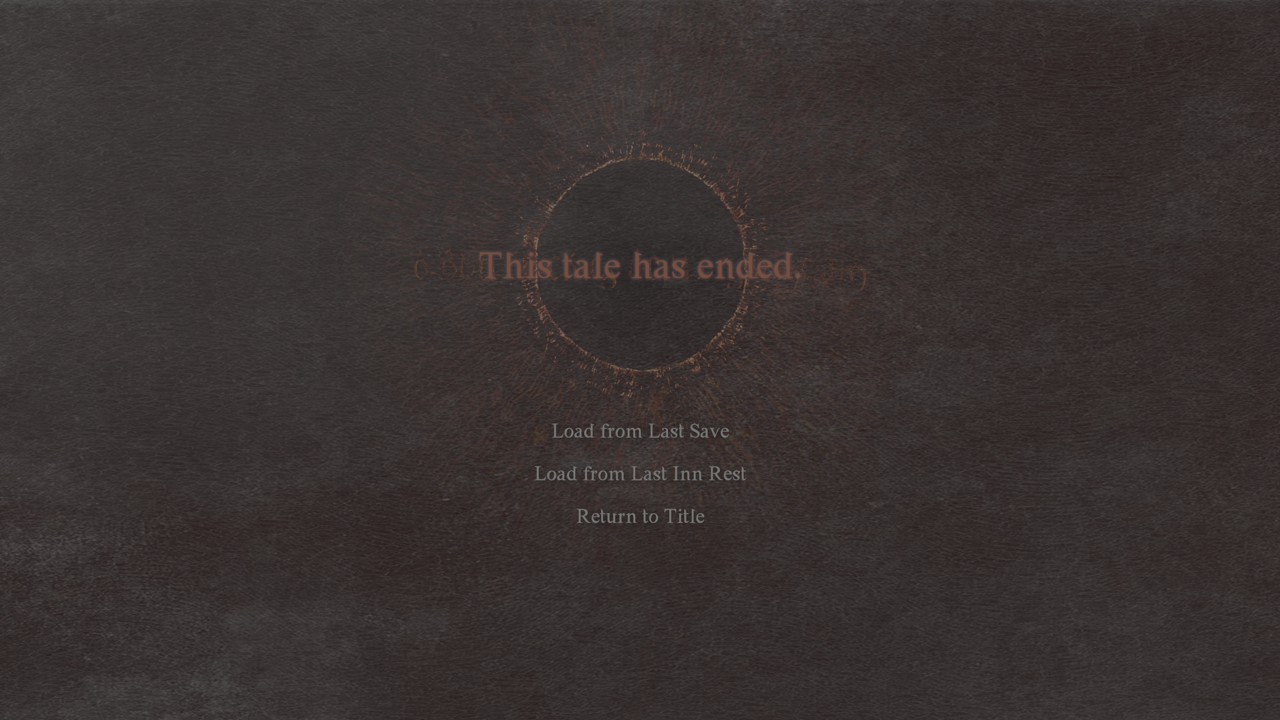 This tale has ended.
Load from Last Save
Load from Last Inn Rest
Return to Title